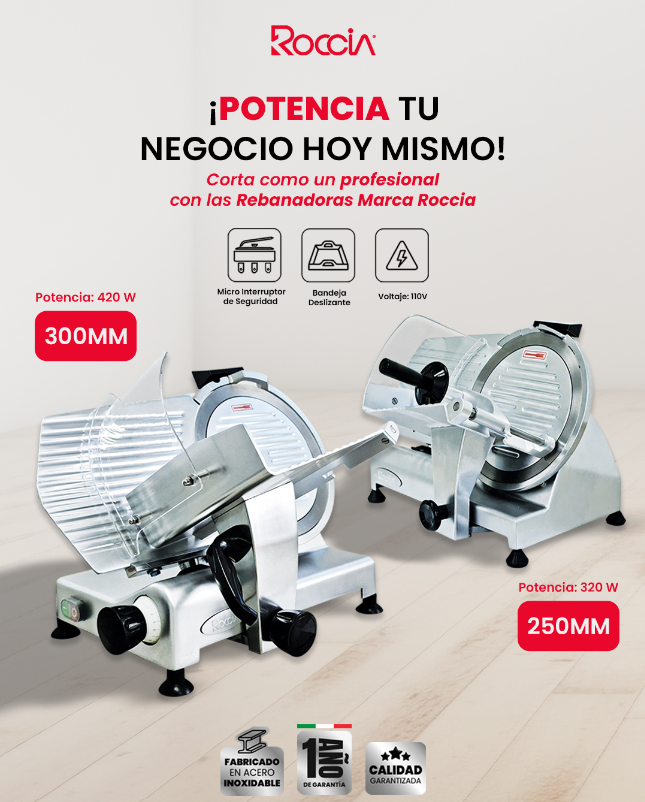 Roccia
¡POTENCIA TU
NEGOCIO HOY MISMO!
Corta como un profesional
con las Rebanadoras Marca Roccia
Micro Interruptor
de Seguridad
Bandeja
Deslizante
Voltaje: 110V
Potencia: 420 W
300MM
Roccia
Potencia: 320 W
250MM
FABRICADO
EN ACERO
INOXIDABLE
1 AÑO
DE GARANTÍA
CALIDAD
GARANTIZADA